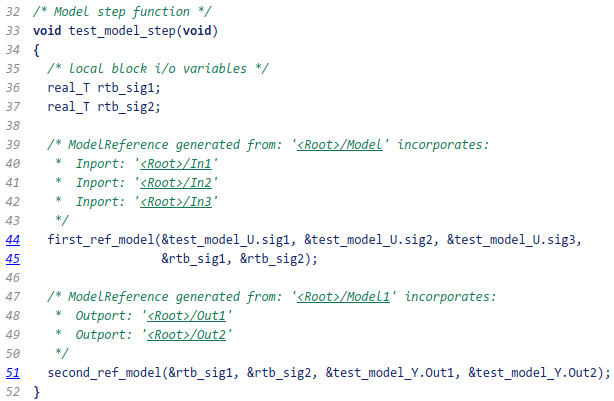 32 /* Model step function */
33 void test_model_step(void)
34 {
35   /* local block i/o variables */
36   real_T rtb_sig1;
37   real_T rtb_sig2;
38
39   /* ModelReference generated from: '<Root>/Model' incorporates:
40    *  Inport: '<Root>/In1'
41    *  Inport: '<Root>/In2'
42    *  Inport: '<Root>/In3'
43    */
44   first_ref_model(&test_model_U.sig1, &test_model_U.sig2, &test_model_U.sig3,
45                   &rtb_sig1, &rtb_sig2);
46
47   /* ModelReference generated from: '<Root>/Model1' incorporates:
48    *  Outport: '<Root>/Out1'
49    *  Outport: '<Root>/Out2'
50    */
51   second_ref_model(&rtb_sig1, &rtb_sig2, &test_model_Y.Out1, &test_model_Y.Out2);
52 }